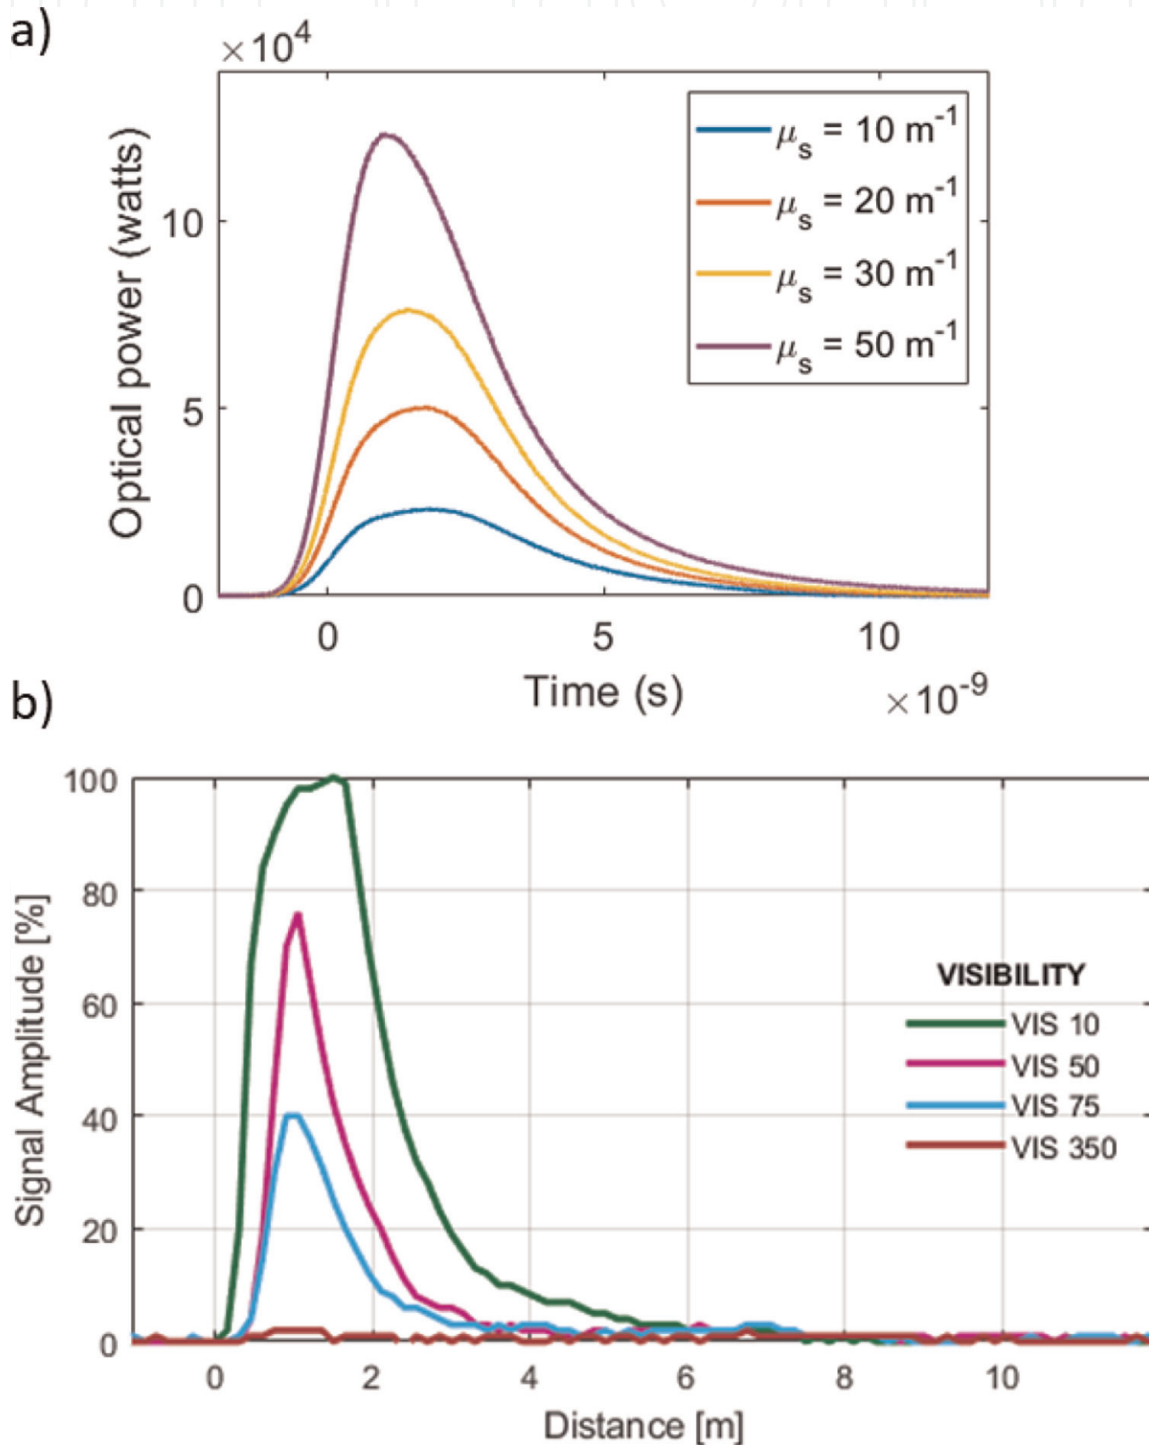 a)
×10⁴
Optical power (watts)
10
5
0
μₛ = 10 m⁻¹
μₛ = 20 m⁻¹
μₛ = 30 m⁻¹
μₛ = 50 m⁻¹
0 5 10
Time (s)
×10⁻⁹
b)
Signal Amplitude [%]
100
80
60
40
20
0
VISIBILITY
VIS 10
VIS 50
VIS 75
VIS 350
0 2 4 6 8 10
Distance [m]